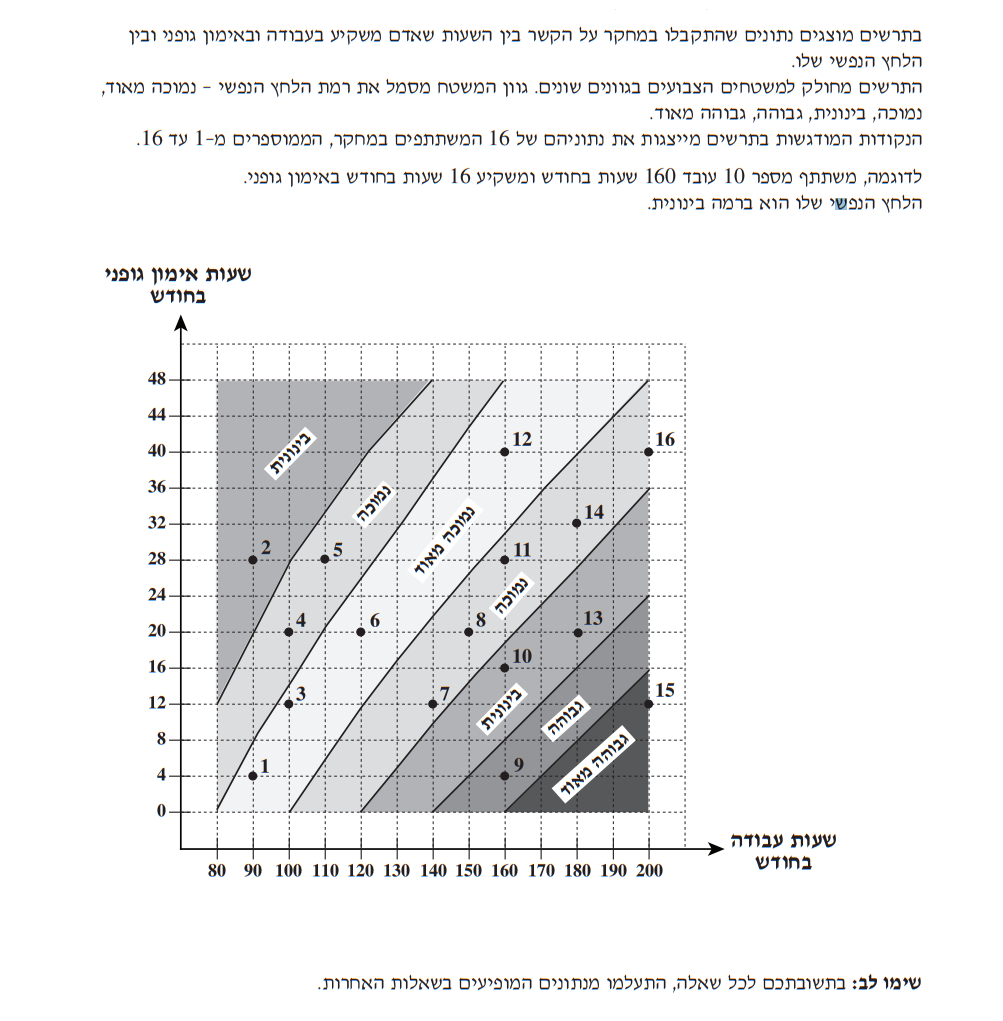 בתרשים מוצגים נתונים שהתקבלו במחקר על הקשר בין השעות שאדם משקיע בעבודה ובאימון גופני ובין
הלחץ הנפשי שלו.
התרשים מחולק למשטחים הצבועים בגוונים שונים. גוון המשטח מסמל את רמת הלחץ הנפשי – נמוכה מאוד,
נמוכה, בינונית, גבוהה, גבוהה מאוד.
הנקודות המודגשות בתרשים מייצגות את נתוניהם של 16 המשתתפים במחקר, הממוספרים מ-1 עד 16.
לדוגמה, משתתף מספר 10 עובד 160 שעות בחודש ומשקיע 16 שעות בחודש באימון גופני.
הלחץ הנפשי שלו הוא ברמה בינונית.
שעות אימון גופני
בחודש
48
44
40
36
32
28
24
20
16
12
8
4
0
בינונית
נמוכה
נמוכה מאוד
נמוכה
בינונית
גבוהה
גבוהה מאוד
12
16
14
2
5
11
4
6
8
13
10
3
7
15
1
9
80 90 100 110 120 130 140 150 160 170 180 190 200
שעות עבודה
בחודש
שימו לב: בתשובתכם לכל שאלה, התעלמו מנתונים המופיעים בשאלות האחרות.